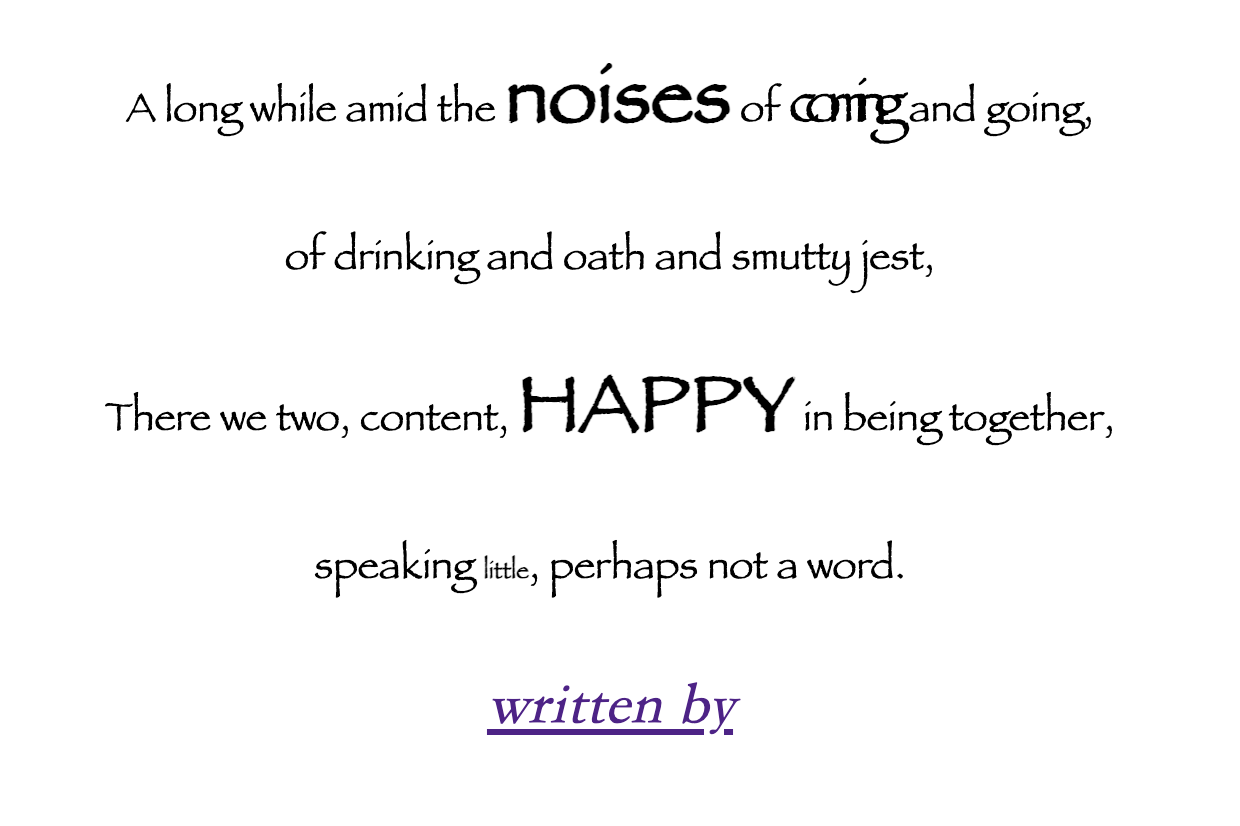 A long while amid the noises of coming and going,
of drinking and oath and smutty jest,
There we two, content, HAPPY in being together,
speaking little, perhaps not a word.
written by